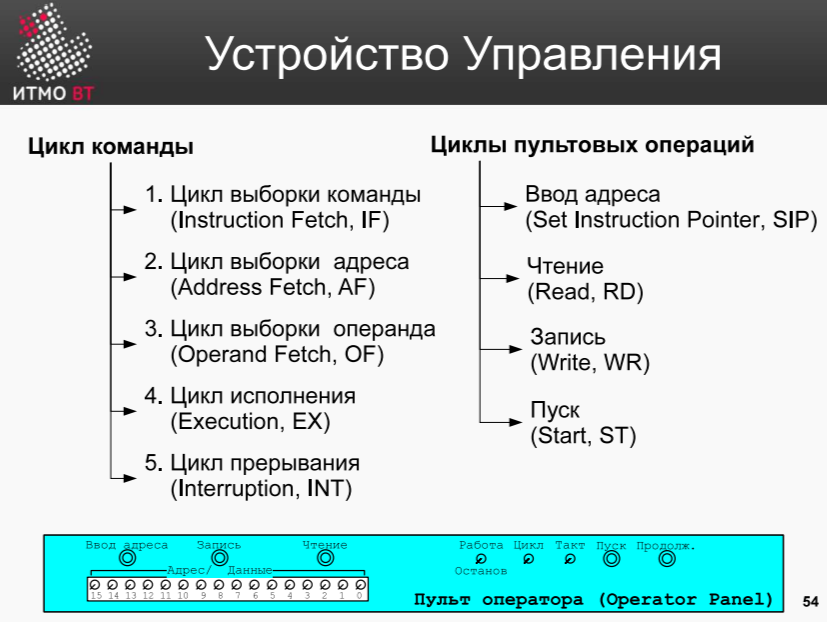 Устройство Управления
ИТМО ВТ
Цикл команды
1. Цикл выборки команды
(Instruction Fetch, IF)
2. Цикл выборки адреса
(Address Fetch, AF)
3. Цикл выборки операнда
(Operand Fetch, OF)
4. Цикл исполнения
(Execution, EX)
5. Цикл прерывания
(Interruption, INT)
Циклы пультовых операций
Ввод адреса
(Set Instruction Pointer, SIP)
Чтение
(Read, RD)
Запись
(Write, WR)
Пуск
(Start, ST)
Ввод адреса Запись Чтение
Адрес/ Данные
15 14 13 12 11 10 9 8 7 6 5 4 3 2 1 0
Работа Цикл Такт Пуск Продолж.
Останов
Пульт оператора (Operator Panel)
54